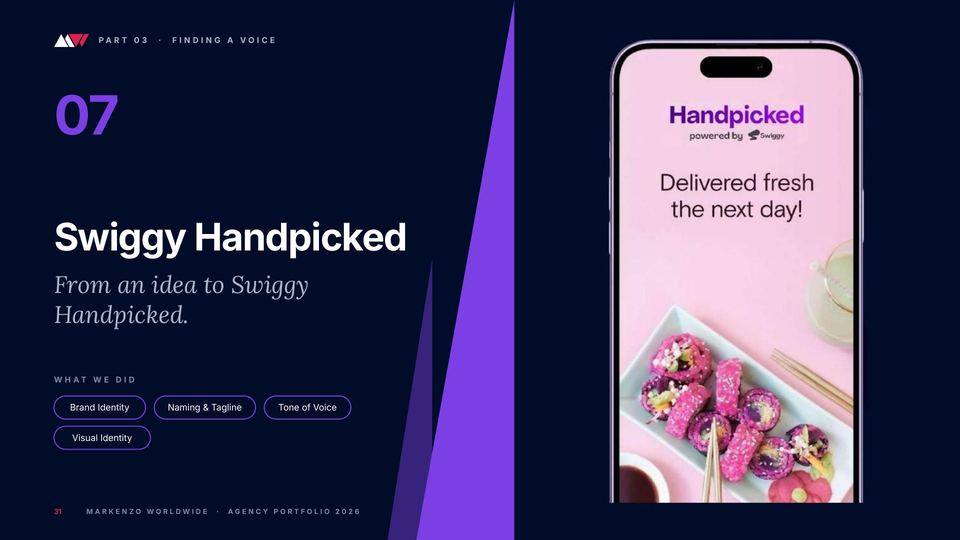 PART 03 · FINDING A VOICE
07
Swiggy Handpicked
From an idea to Swiggy
Handpicked.
WHAT WE DID
Brand Identity
Naming & Tagline
Tone of Voice
Visual Identity
31
MARKENZO WORLDWIDE · AGENCY PORTFOLIO 2026
Handpicked
powered by Swiggy
Delivered fresh
the next day!